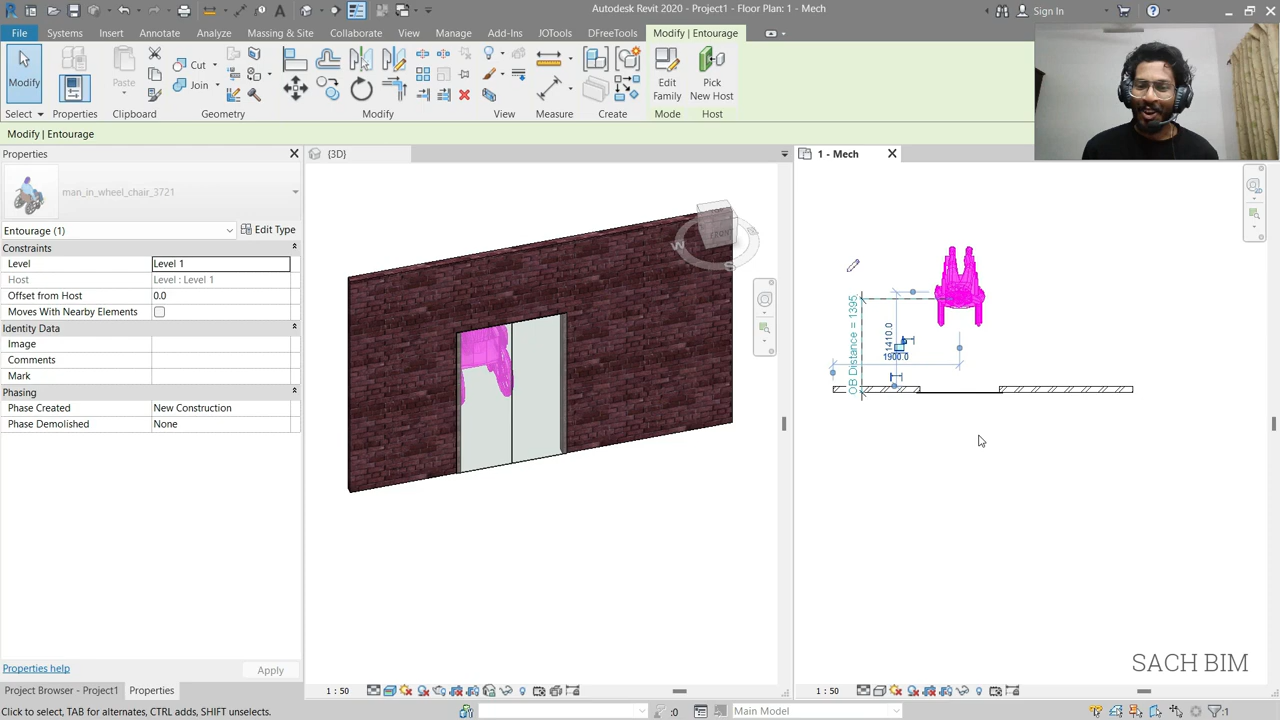 Autodesk Revit 2020 - Project1 - Floor Plan: 1 - Mech
Sign In
File Systems Insert Annotate Analyze Massing & Site Collaborate View Manage Add-Ins JOTools DFreeTools Modify | Entourage
Modify
Paste
Cut
Join
Edit Family
Pick New Host
Select Properties Clipboard Geometry Modify View Measure Create Mode Host
Modify | Entourage
Properties
{3D}
1 - Mech
man_in_wheel_chair_3721
Entourage (1)
Edit Type
Constraints
Level Level 1
Host Level : Level 1
Offset from Host 0.0
Moves With Nearby Elements
Identity Data
Image
Comments
Mark
Phasing
Phase Created New Construction
Phase Demolished None
W
FRONT
OB Distance = 1395
1410.0
1900.0
SACH BIM
Properties help
Apply
Project Browser - Project1
Properties
1 : 50
1 : 50
Click to select, TAB for alternates, CTRL adds, SHIFT unselects.
:0
Main Model
:1